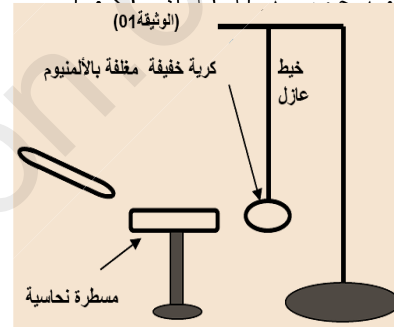 (الوثيقة01)
كرية خفيفة مغلفة بالألمنيوم
خيط
عازل
مسطرة نحاسية